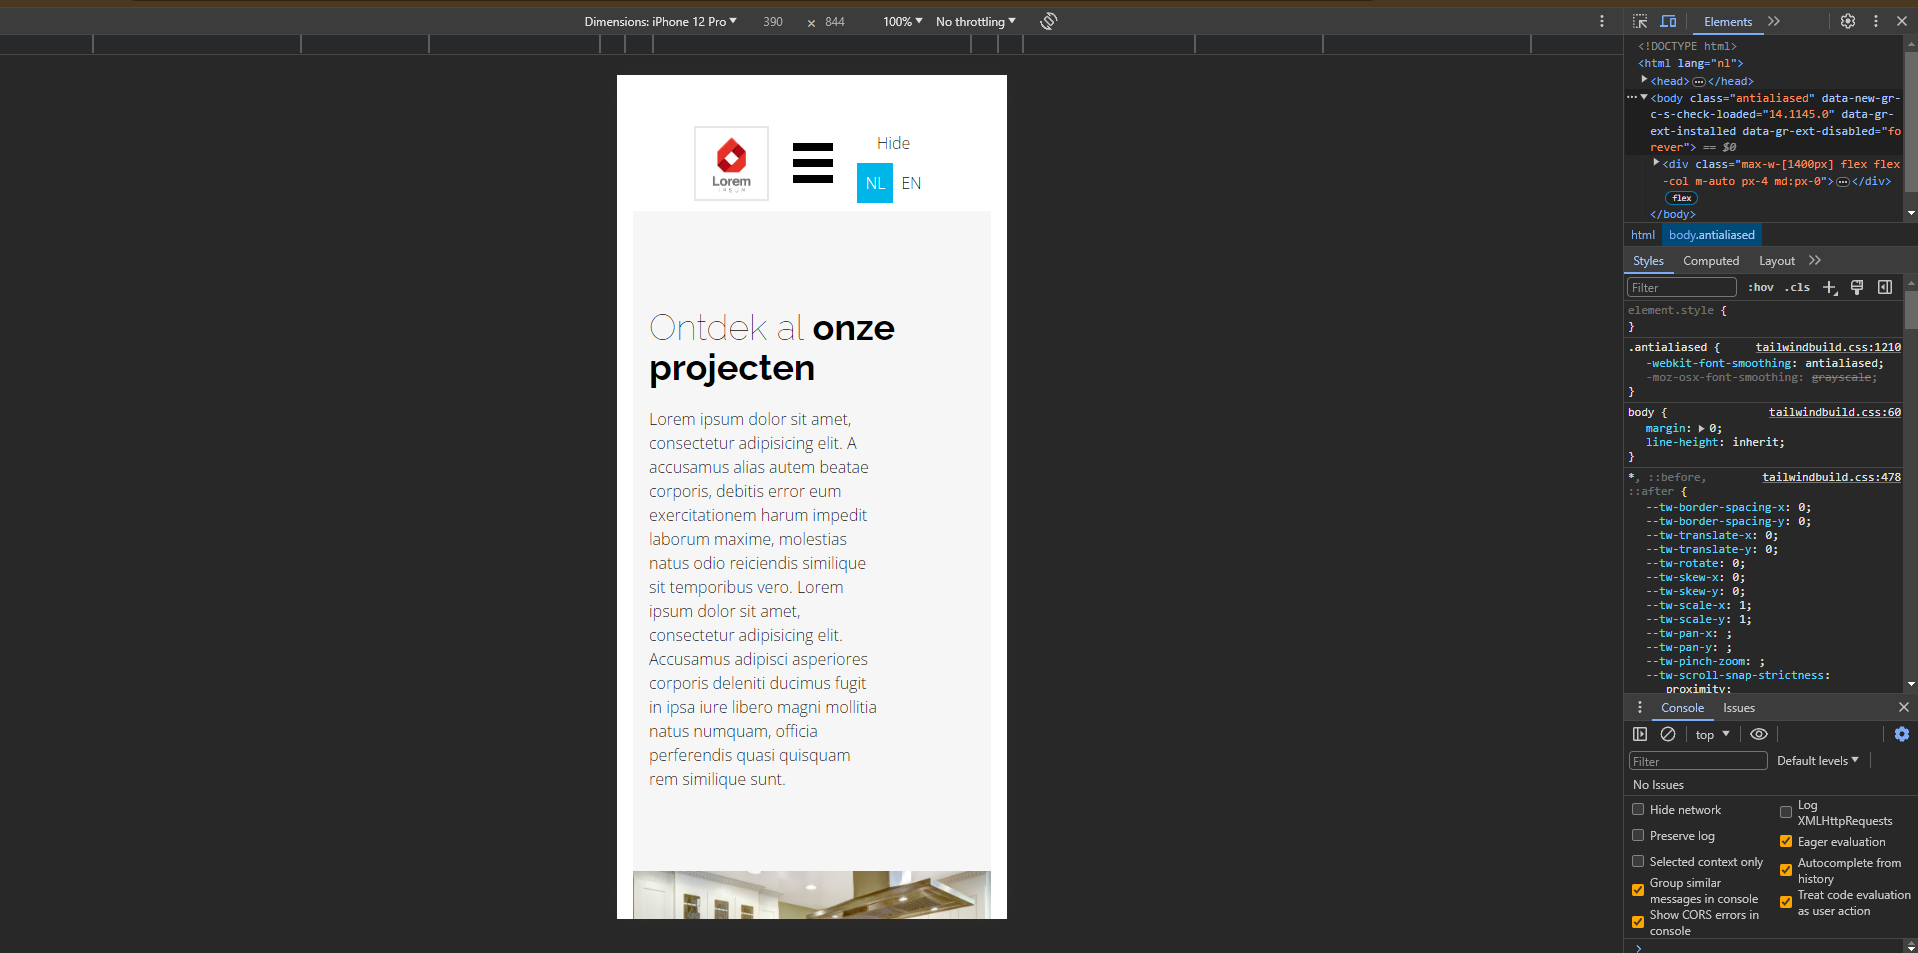 Dimensions: iPhone 12 Pro 390 × 844 100% No throttling
Elements
<!DOCTYPE html>
<html lang="nl">
<head> ⋯ </head>
<body class="antialiased" data-new-gr-
c-s-check-loaded="14.1145.0" data-gr-
ext-installed data-gr-ext-disabled="fo
rever"> == $0
<div class="max-w-[1400px] flex flex
-col m-auto px-4 md:px-0"> ⋯ </div>
flex
</body>
html body.antialiased
Styles Computed Layout
Filter :hov .cls
element.style {
}
.antialiased { tailwindbuild.css:1210
-webkit-font-smoothing: antialiased;
-moz-osx-font-smoothing: grayscale;
}
body { tailwindbuild.css:60
margin: 0;
line-height: inherit;
}
*, ::before, tailwindbuild.css:478
::after {
--tw-border-spacing-x: 0;
--tw-border-spacing-y: 0;
--tw-translate-x: 0;
--tw-translate-y: 0;
--tw-rotate: 0;
--tw-skew-x: 0;
--tw-skew-y: 0;
--tw-scale-x: 1;
--tw-scale-y: 1;
--tw-pan-x: ;
--tw-pan-y: ;
--tw-pinch-zoom: ;
--tw-scroll-snap-strictness:
proximity;
Console Issues
top
Filter Default levels
No Issues
Hide network
Log
XMLHttpRequests
Preserve log
Eager evaluation
Selected context only
Autocomplete from
history
Group similar
messages in console
Treat code evaluation
as user action
Show CORS errors in
console
Lorem
IPSUM
Hide
NL EN
Ontdek al onze
projecten
Lorem ipsum dolor sit amet,
consectetur adipisicing elit. A
accusamus alias autem beatae
corporis, debitis error eum
exercitationem harum impedit
laborum maxime, molestias
natus odio reiciendis similique
sit temporibus vero. Lorem
ipsum dolor sit amet,
consectetur adipisicing elit.
Accusamus adipisci asperiores
corporis deleniti ducimus fugit
in ipsa iure libero magni mollitia
natus numquam, officia
perferendis quasi quisquam
rem similique sunt.